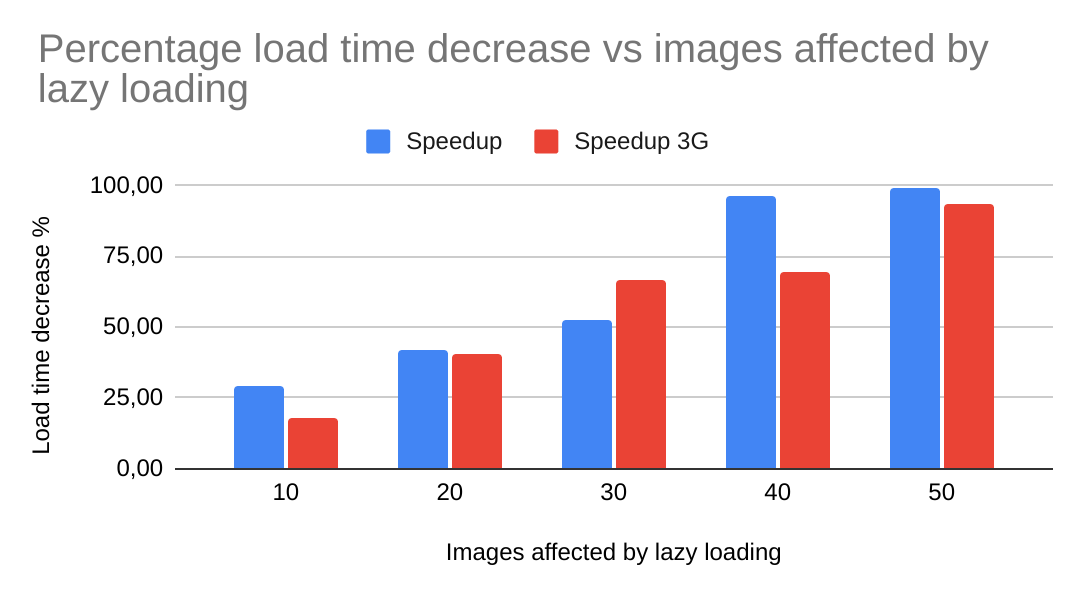 Percentage load time decrease vs images affected by
lazy loading
Speedup
Speedup 3G
Load time decrease %
100,00
75,00
50,00
25,00
0,00
10
20
30
40
50
Images affected by lazy loading